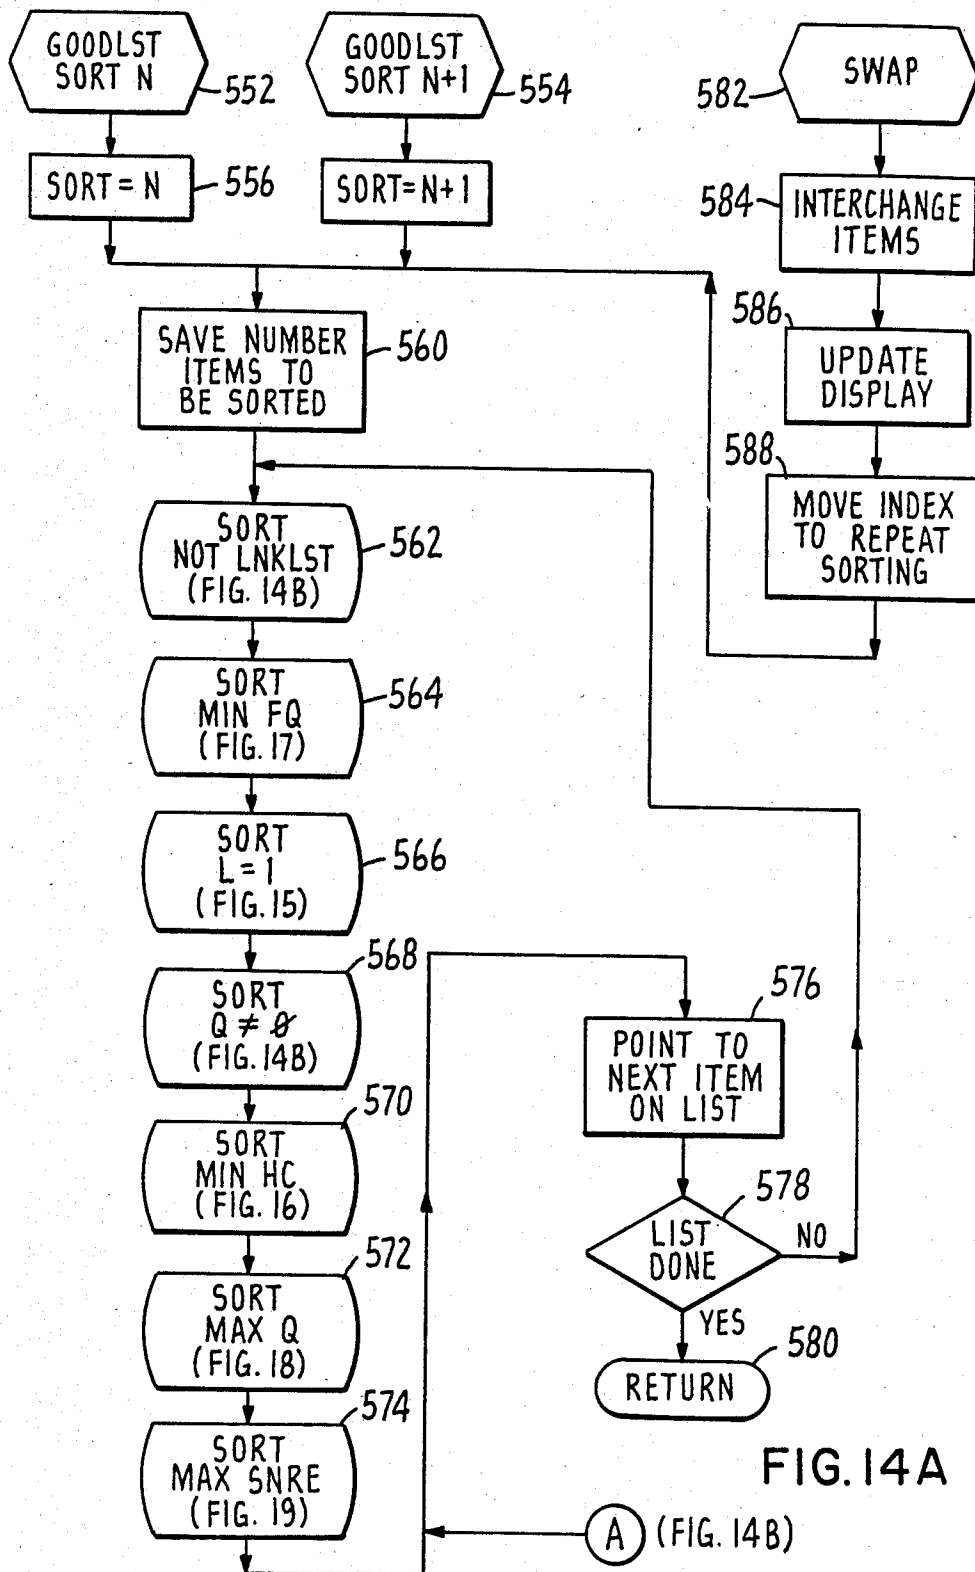 GOODLST
SORT N
552
GOODLST
SORT N+1
554
582
SWAP
SORT = N
556
SORT=N+1
584
INTERCHANGE
ITEMS
SAVE NUMBER
ITEMS TO
BE SORTED
560
586
UPDATE
DISPLAY
588
MOVE INDEX
TO REPEAT
SORTING
SORT
NOT LNKLST
(FIG. 14B)
562
SORT
MIN FQ
(FIG. 17)
564
SORT
L = 1
(FIG. 15)
566
568
SORT
Q ≠ 0
(FIG. 14B)
570
SORT
MIN HC
(FIG. 16)
572
SORT
MAX Q
(FIG. 18)
574
SORT
MAX SNRE
(FIG. 19)
576
POINT TO
NEXT ITEM
ON LIST
578
LIST
DONE
NO
YES
580
RETURN
FIG. 14A
A (FIG. 14B)